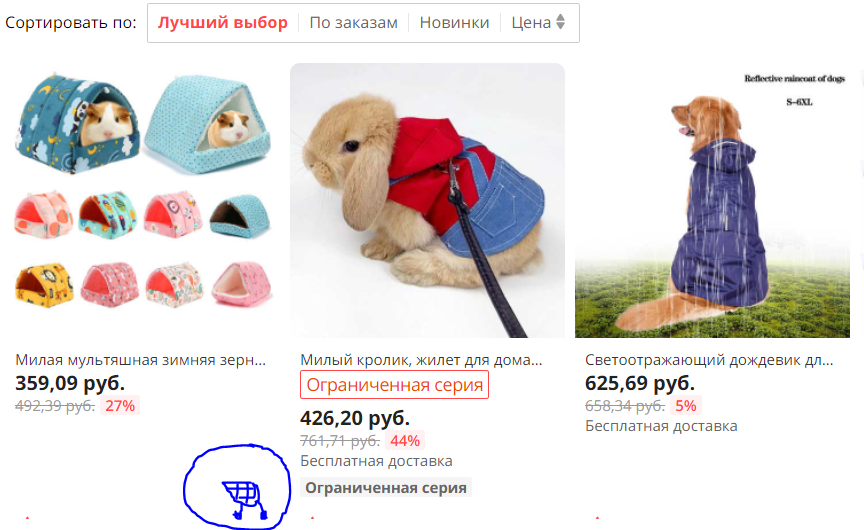 Сортировать по: Лучший выбор По заказам Новинки Цена
Reflective raincoat of dogs
S-6XL
Милая мультяшная зимняя зерн...
359,09 руб.
492,39 руб. 27%
Милый кролик, жилет для дома...
Ограниченная серия
426,20 руб.
761,71 руб. 44%
Бесплатная доставка
Ограниченная серия
Светоотражающий дождевик дл...
625,69 руб.
658,34 руб. 5%
Бесплатная доставка